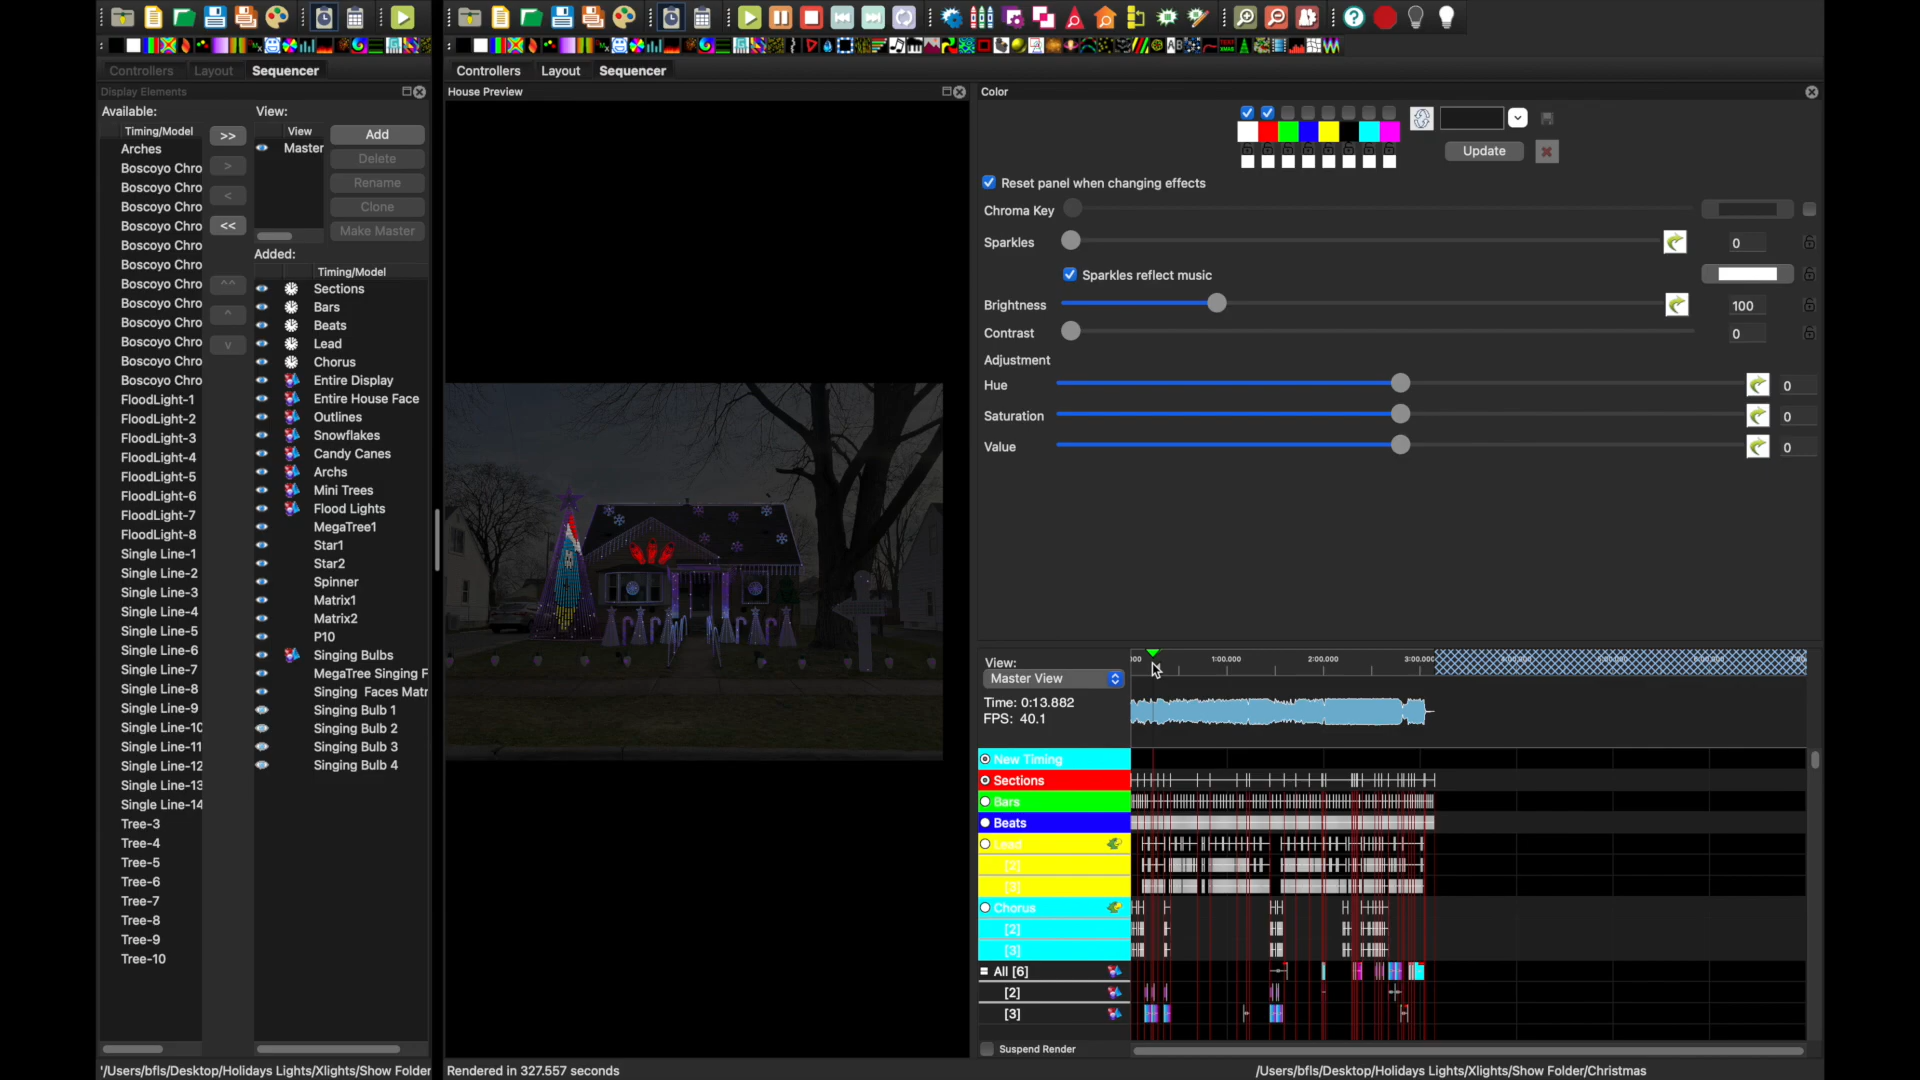 Controllers Layout Sequencer
Display Elements
Available:
Timing/Model
Arches
Boscoyo Chro
Boscoyo Chro
Boscoyo Chro
Boscoyo Chro
Boscoyo Chro
Boscoyo Chro
Boscoyo Chro
Boscoyo Chro
Boscoyo Chro
Boscoyo Chro
Boscoyo Chro
Boscoyo Chro
FloodLight-1
FloodLight-2
FloodLight-3
FloodLight-4
FloodLight-5
FloodLight-6
FloodLight-7
FloodLight-8
Single Line-1
Single Line-2
Single Line-3
Single Line-4
Single Line-5
Single Line-6
Single Line-7
Single Line-8
Single Line-9
Single Line-10
Single Line-11
Single Line-12
Single Line-13
Single Line-14
Tree-3
Tree-4
Tree-5
Tree-6
Tree-7
Tree-8
Tree-9
Tree-10
>>
>
<
<<
^^
^
v
View:
View
Master
Add
Delete
Rename
Clone
Make Master
Added:
Timing/Model
Sections
Bars
Beats
Lead
Chorus
Entire Display
Entire House Face
Outlines
Snowflakes
Candy Canes
Archs
Mini Trees
Flood Lights
MegaTree1
Star1
Star2
Spinner
Matrix1
Matrix2
P10
Singing Bulbs
MegaTree Singing F
Singing Faces Matr
Singing Bulb 1
Singing Bulb 2
Singing Bulb 3
Singing Bulb 4
'/Users/bfls/Desktop/Holidays Lights/Xlights/Show Folder
Controllers Layout Sequencer
House Preview
Rendered in 327.557 seconds
Color
Update
Reset panel when changing effects
Chroma Key
Sparkles 0
Sparkles reflect music
Brightness 100
Contrast 0
Adjustment
Hue 0
Saturation 0
Value 0
View:
Master View
Time: 0:13.882
FPS: 40.1
1:00.000 2:00.000 3:00.000
New Timing
Sections
Bars
Beats
Lead
[2]
[3]
Chorus
[2]
[3]
All [6]
[2]
[3]
Suspend Render
/Users/bfls/Desktop/Holidays Lights/Xlights/Show Folder/Christmas